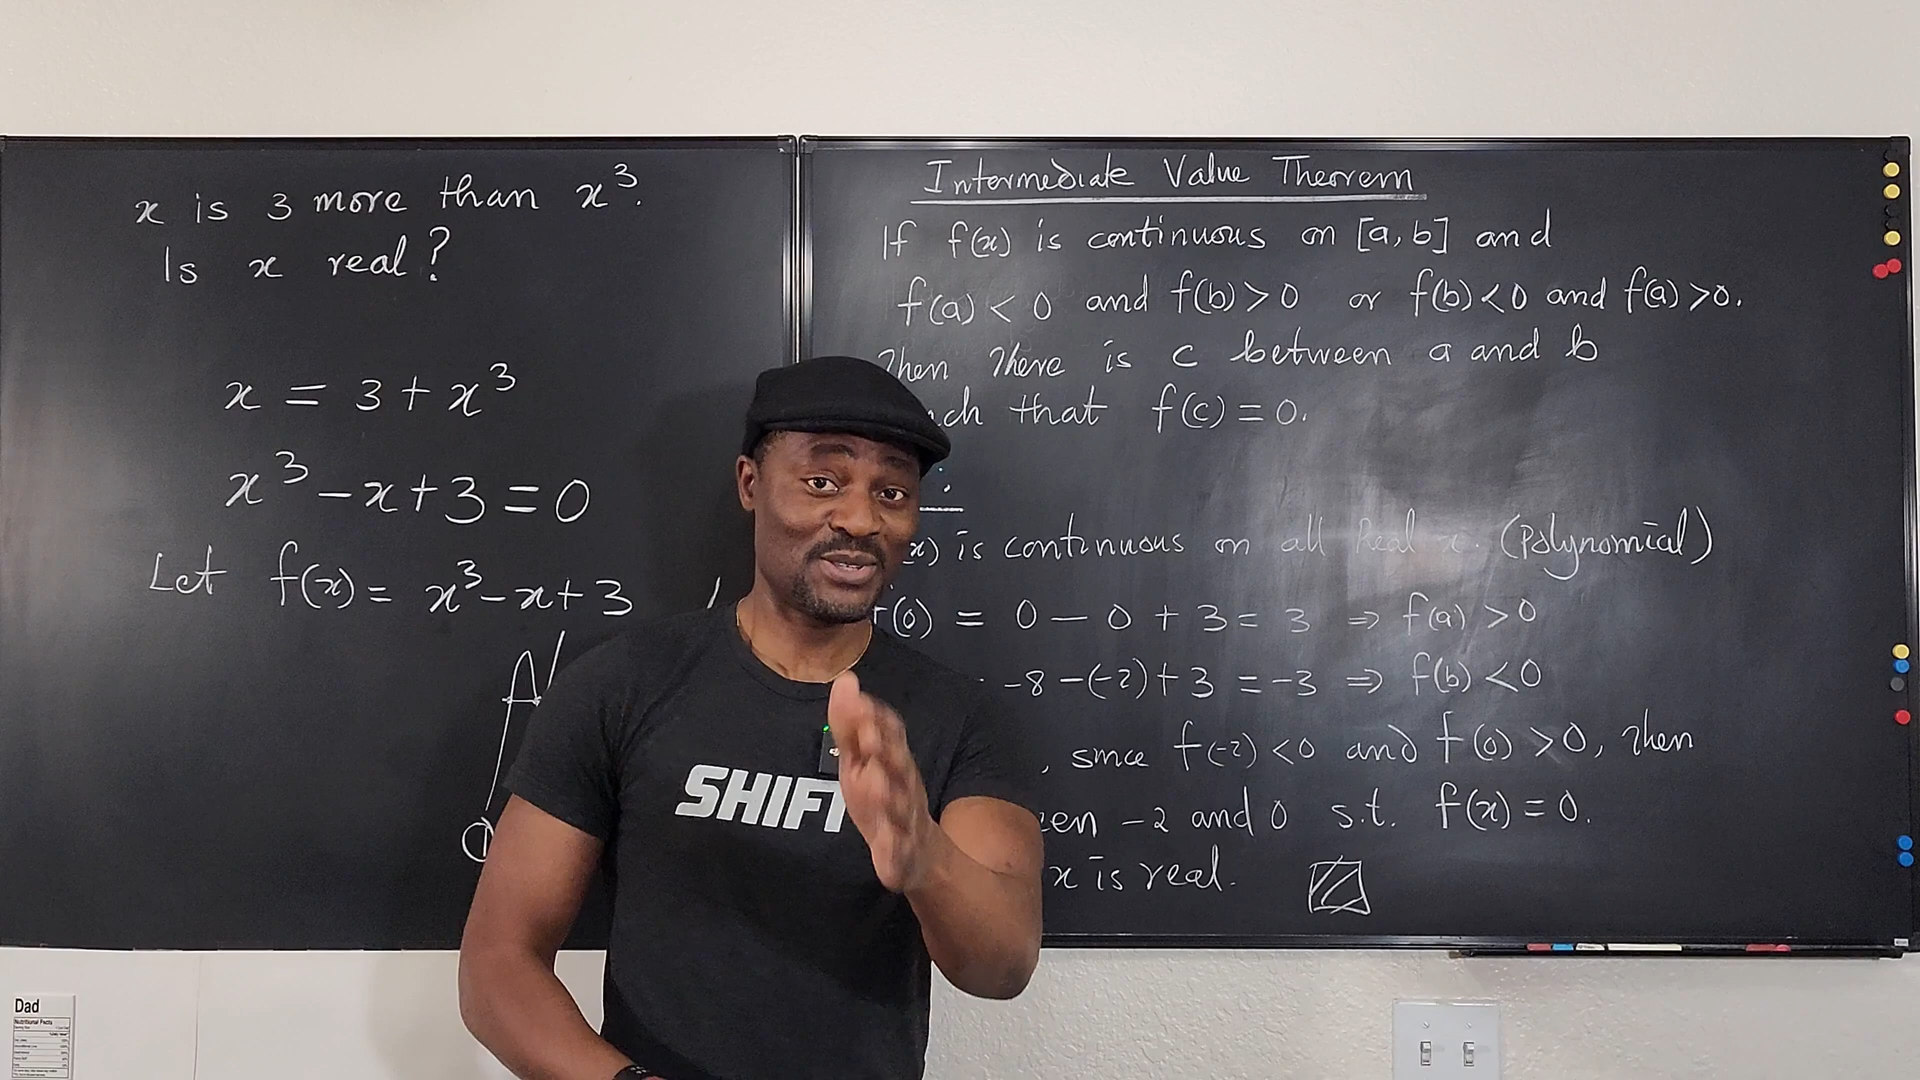 x is 3 more than x³.
Is x real?
x = 3 + x³
x³ - x + 3 = 0
Let f(x) = x³ - x + 3
Intermediate Value Theorem
If f(x) is continuous on [a, b] and
f(a) < 0 and f(b) > 0 or f(b) < 0 and f(a) > 0.
Then there is c between a and b
that f(c) = 0.
(x) is continuous on all Real x. (Polynomial)
f(0) = 0 - 0 + 3 = 3 ⇒ f(a) > 0
-8 - (-2) + 3 = -3 ⇒ f(b) < 0
, since f(-2) < 0 and f(0) > 0, then
-2 and 0 s.t. f(x) = 0.
x is real.
SHIFT
Dad
Nutritional Facts